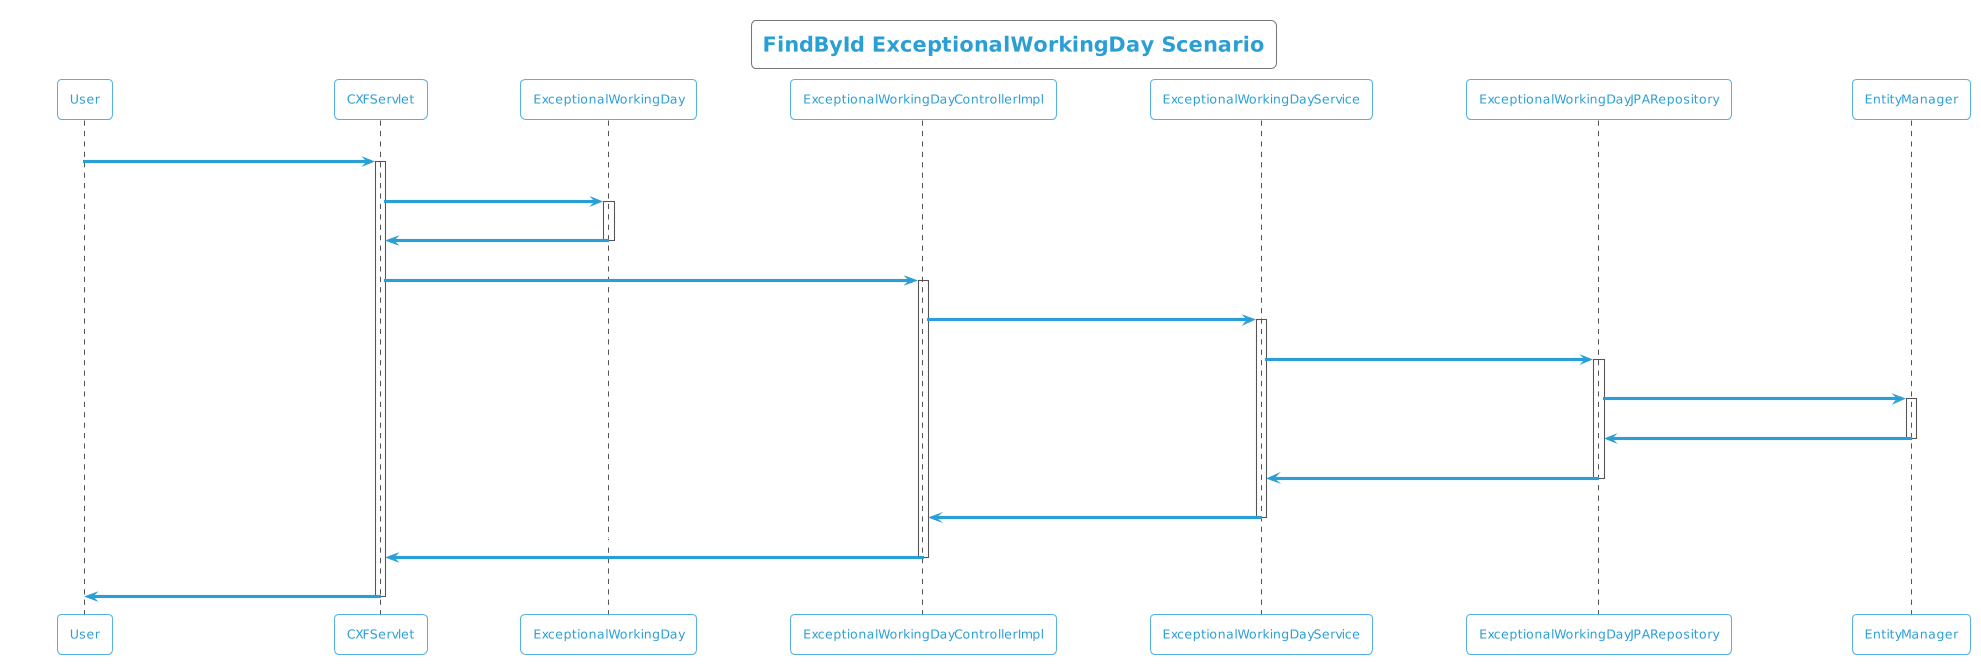 FindById ExceptionalWorkingDay Scenario
User
CXFServlet
ExceptionalWorkingDay
ExceptionalWorkingDayControllerImpl
ExceptionalWorkingDayService
ExceptionalWorkingDayJPARepository
EntityManager
User
CXFServlet
ExceptionalWorkingDay
ExceptionalWorkingDayControllerImpl
ExceptionalWorkingDayService
ExceptionalWorkingDayJPARepository
EntityManager